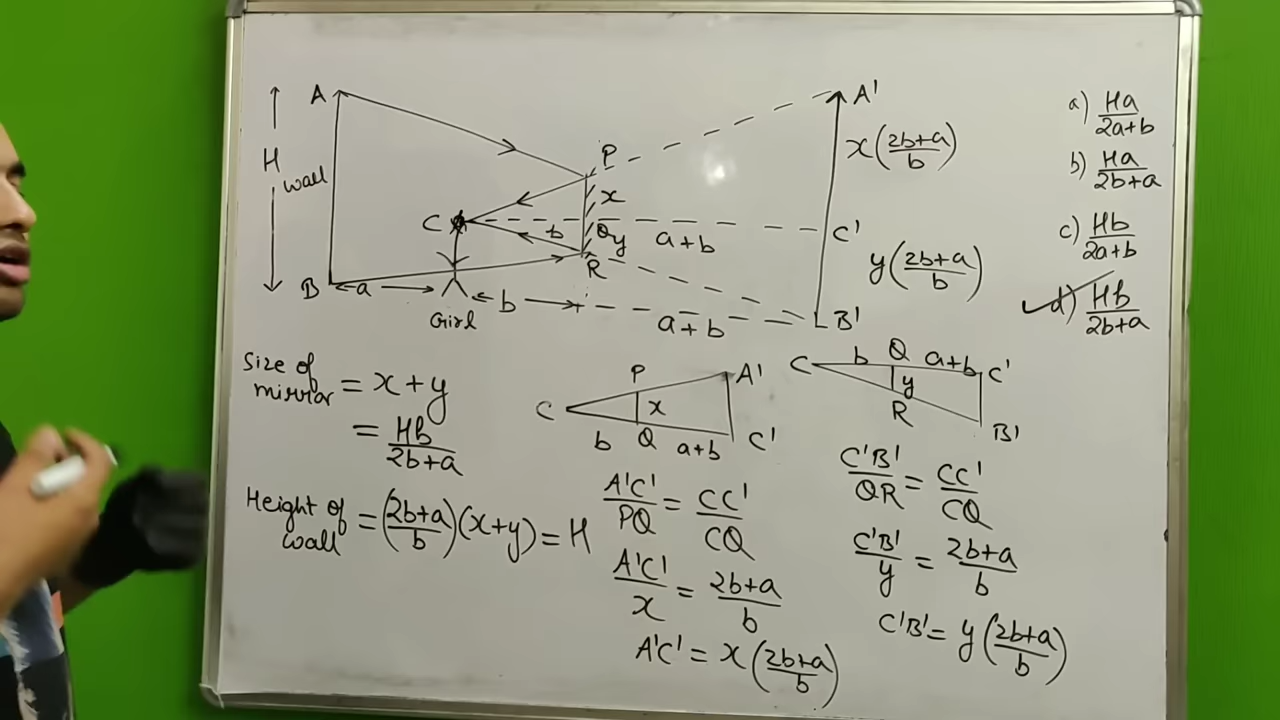 A
H
wall
B
a
C
Girl
b
b
P
x
Q
y
R
a+b
a+b
A'
x(2b+a/b)
C'
y(2b+a/b)
B'
a) Ha/2a+b
b) Ha/2b+a
c) Hb/2a+b
d) Hb/2b+a
Size of
mirror = x+y
= Hb/2b+a
Height of
wall = (2b+a/b)(x+y) = H
P
A'
C
x
b
Q
a+b
C'
A'C'/PQ = CC'/CQ
A'C'/x = 2b+a/b
A'C' = x(2b+a/b)
C
b
Q
a+b
C'
y
R
B'
C'B'/QR = CC'/CQ
C'B'/y = 2b+a/b
C'B' = y(2b+a/b)